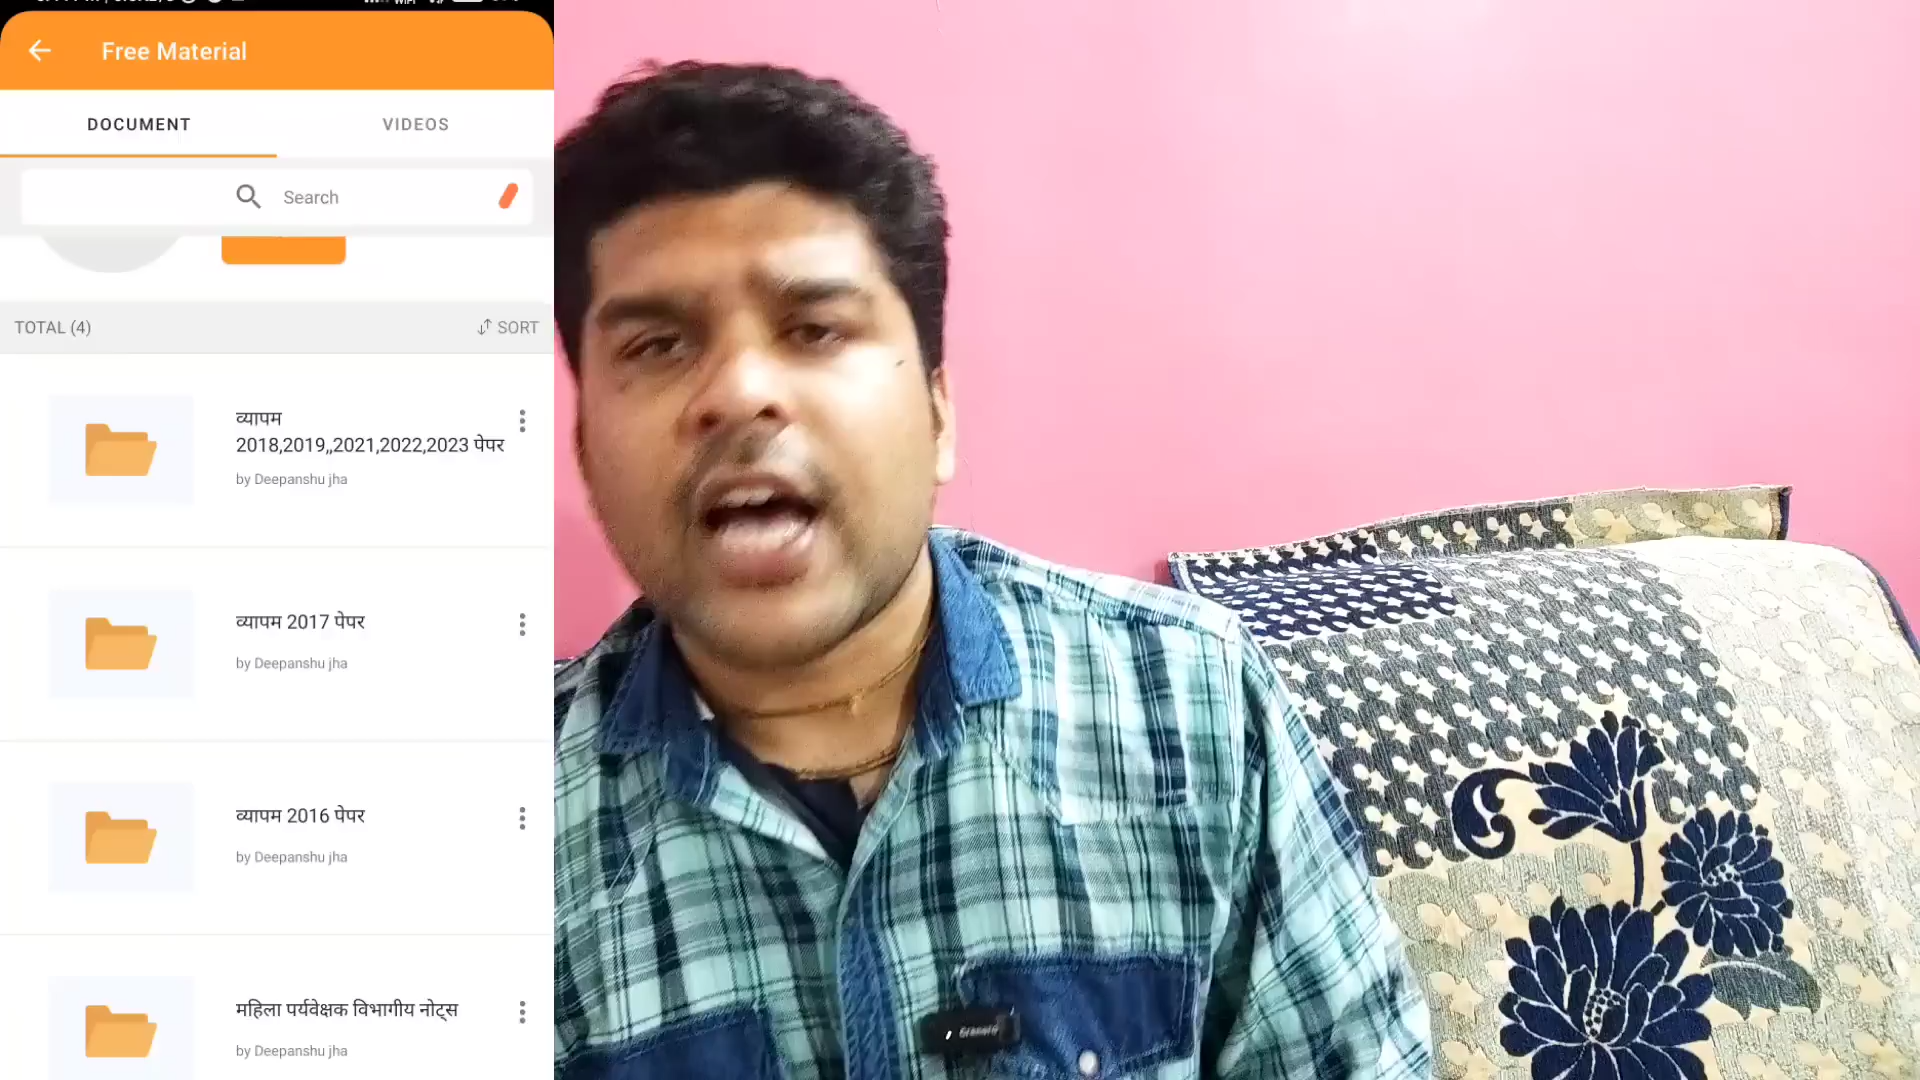 Free Material
DOCUMENT
VIDEOS
Search
TOTAL (4)
SORT
व्यापम
2018,2019,,2021,2022,2023 पेपर
by Deepanshu jha
व्यापम 2017 पेपर
by Deepanshu jha
व्यापम 2016 पेपर
by Deepanshu jha
महिला पर्यवेक्षक विभागीय नोट्स
by Deepanshu jha